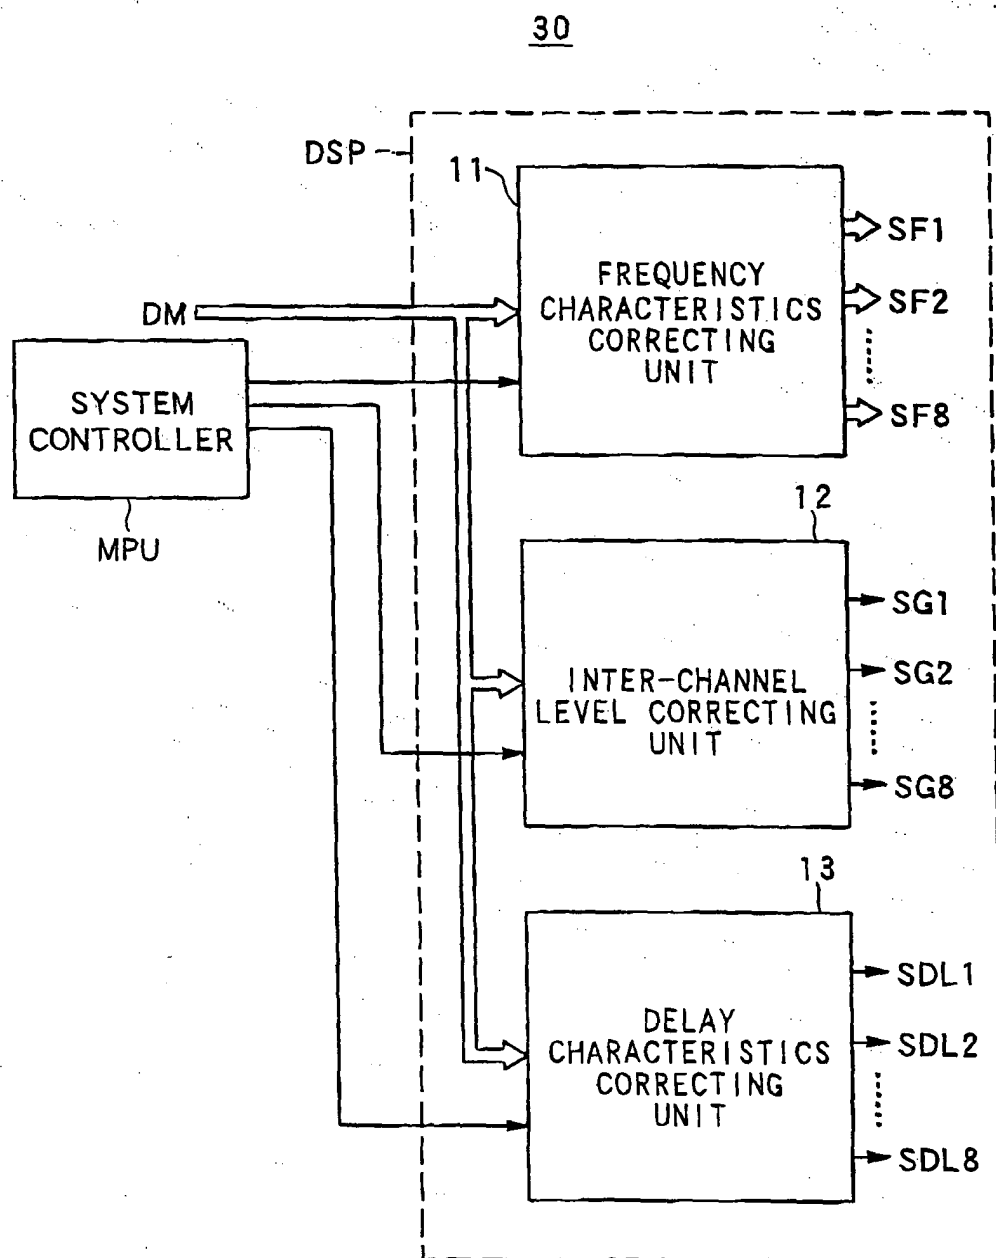 30
DSP
11
FREQUENCY
CHARACTERISTICS
CORRECTING
UNIT
SF1
SF2
SF8
DM
SYSTEM
CONTROLLER
MPU
12
INTER-CHANNEL
LEVEL CORRECTING
UNIT
SG1
SG2
SG8
13
DELAY
CHARACTERISTICS
CORRECTING
UNIT
SDL1
SDL2
SDL8